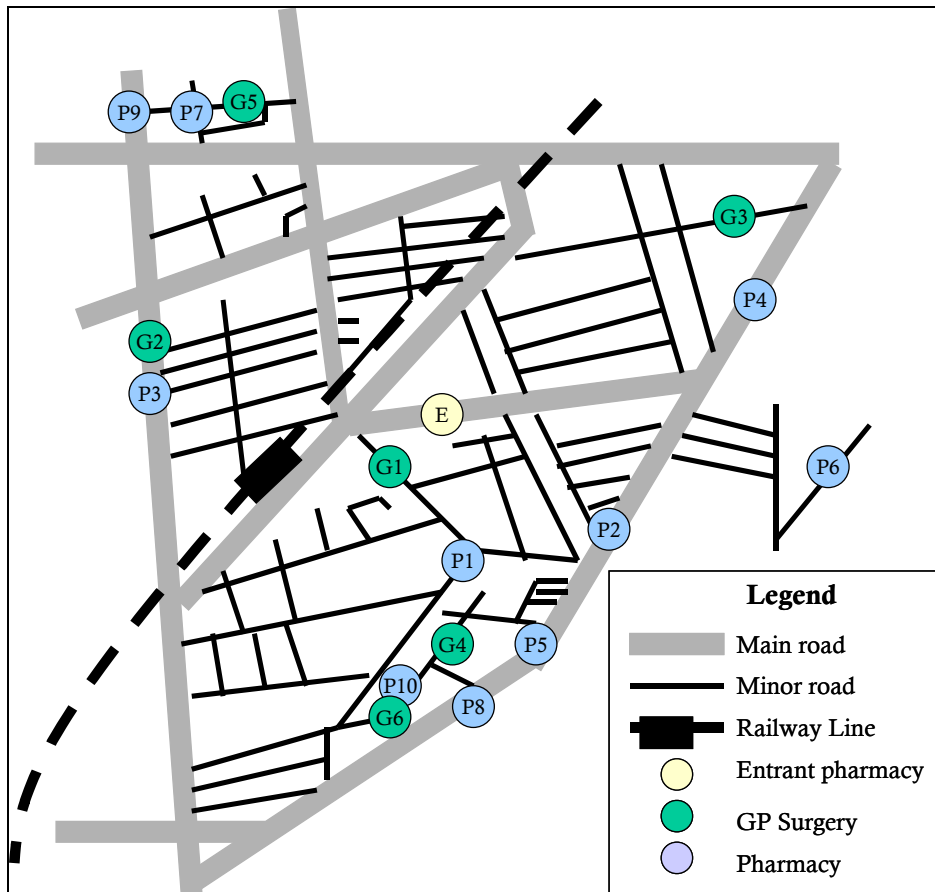 P9
P7
G5
G3
P4
G2
P3
E
G1
P6
P2
P1
G4
P5
P10
P8
G6
Legend
Main road
Minor road
Railway Line
Entrant pharmacy
GP Surgery
Pharmacy